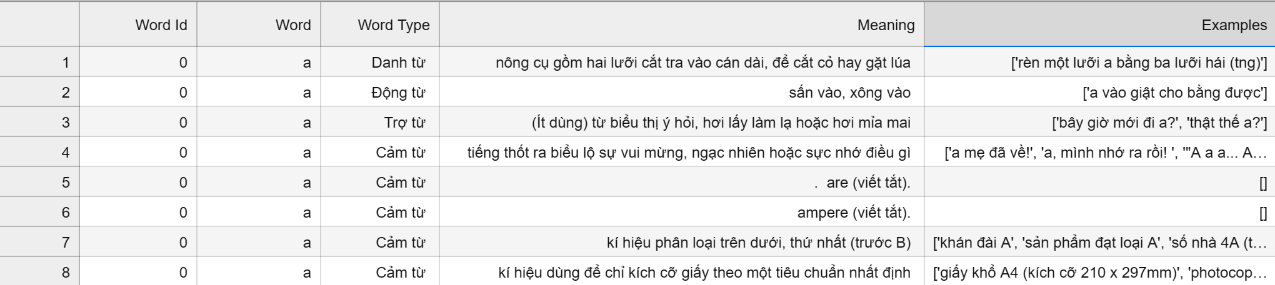 Word Id Word Word Type Meaning Examples
1 0 a Danh từ nông cụ gồm hai lưỡi cắt tra vào cán dài, để cắt cỏ hay gặt lúa ['rèn một lưỡi a bằng ba lưỡi hái (tng)']
2 0 a Động từ sấn vào, xông vào ['a vào giật cho bằng được']
3 0 a Trợ từ (Ít dùng) từ biểu thị ý hỏi, hơi lấy làm lạ hoặc hơi mỉa mai ['bây giờ mới đi a?', 'thật thế a?']
4 0 a Cảm từ tiếng thốt ra biểu lộ sự vui mừng, ngạc nhiên hoặc sực nhớ điều gì ['a mẹ đã về!', 'a, mình nhớ ra rồi! ', '"A a a... A…
5 0 a Cảm từ . are (viết tắt). []
6 0 a Cảm từ ampere (viết tắt). []
7 0 a Cảm từ kí hiệu phân loại trên dưới, thứ nhất (trước B) ['khán đài A', 'sản phẩm đạt loại A', 'số nhà 4A (t…
8 0 a Cảm từ kí hiệu dùng để chỉ kích cỡ giấy theo một tiêu chuẩn nhất định ['giấy khổ A4 (kích cỡ 210 x 297mm)', 'photocop…